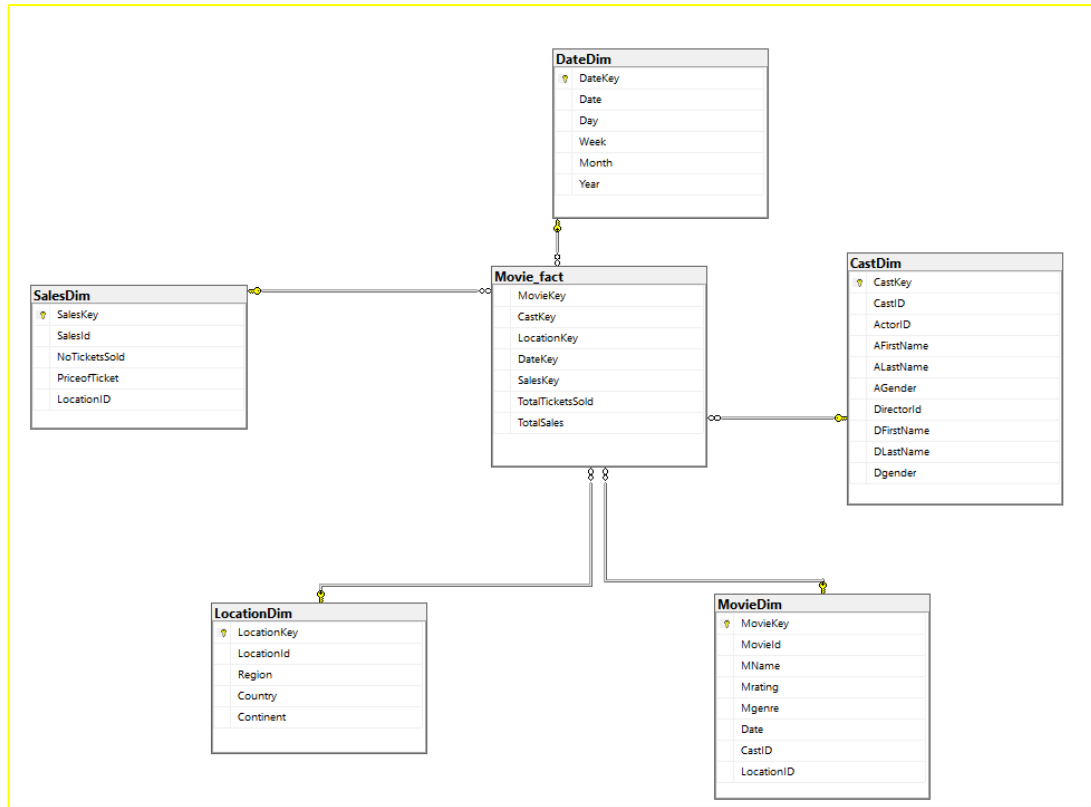 DateDim
DateKey
Date
Day
Week
Month
Year
SalesDim
SalesKey
SalesId
NoTicketsSold
PriceofTicket
LocationID
Movie_fact
MovieKey
CastKey
LocationKey
DateKey
SalesKey
TotalTicketsSold
TotalSales
CastDim
CastKey
CastID
ActorID
AFirstName
ALastName
AGender
DirectorId
DFirstName
DLastName
Dgender
LocationDim
LocationKey
LocationId
Region
Country
Continent
MovieDim
MovieKey
MovieId
MName
Mrating
Mgenre
Date
CastID
LocationID